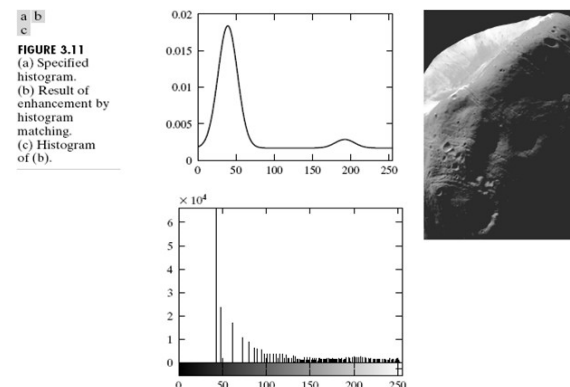 a b
c
FIGURE 3.11
(a) Specified
histogram.
(b) Result of
enhancement by
histogram
matching.
(c) Histogram
of (b).
0.02
0.015
0.01
0.005
0
0 50 100 150 200 250
× 10⁴
6
5
4
3
2
1
0
0 50 100 150 200 250